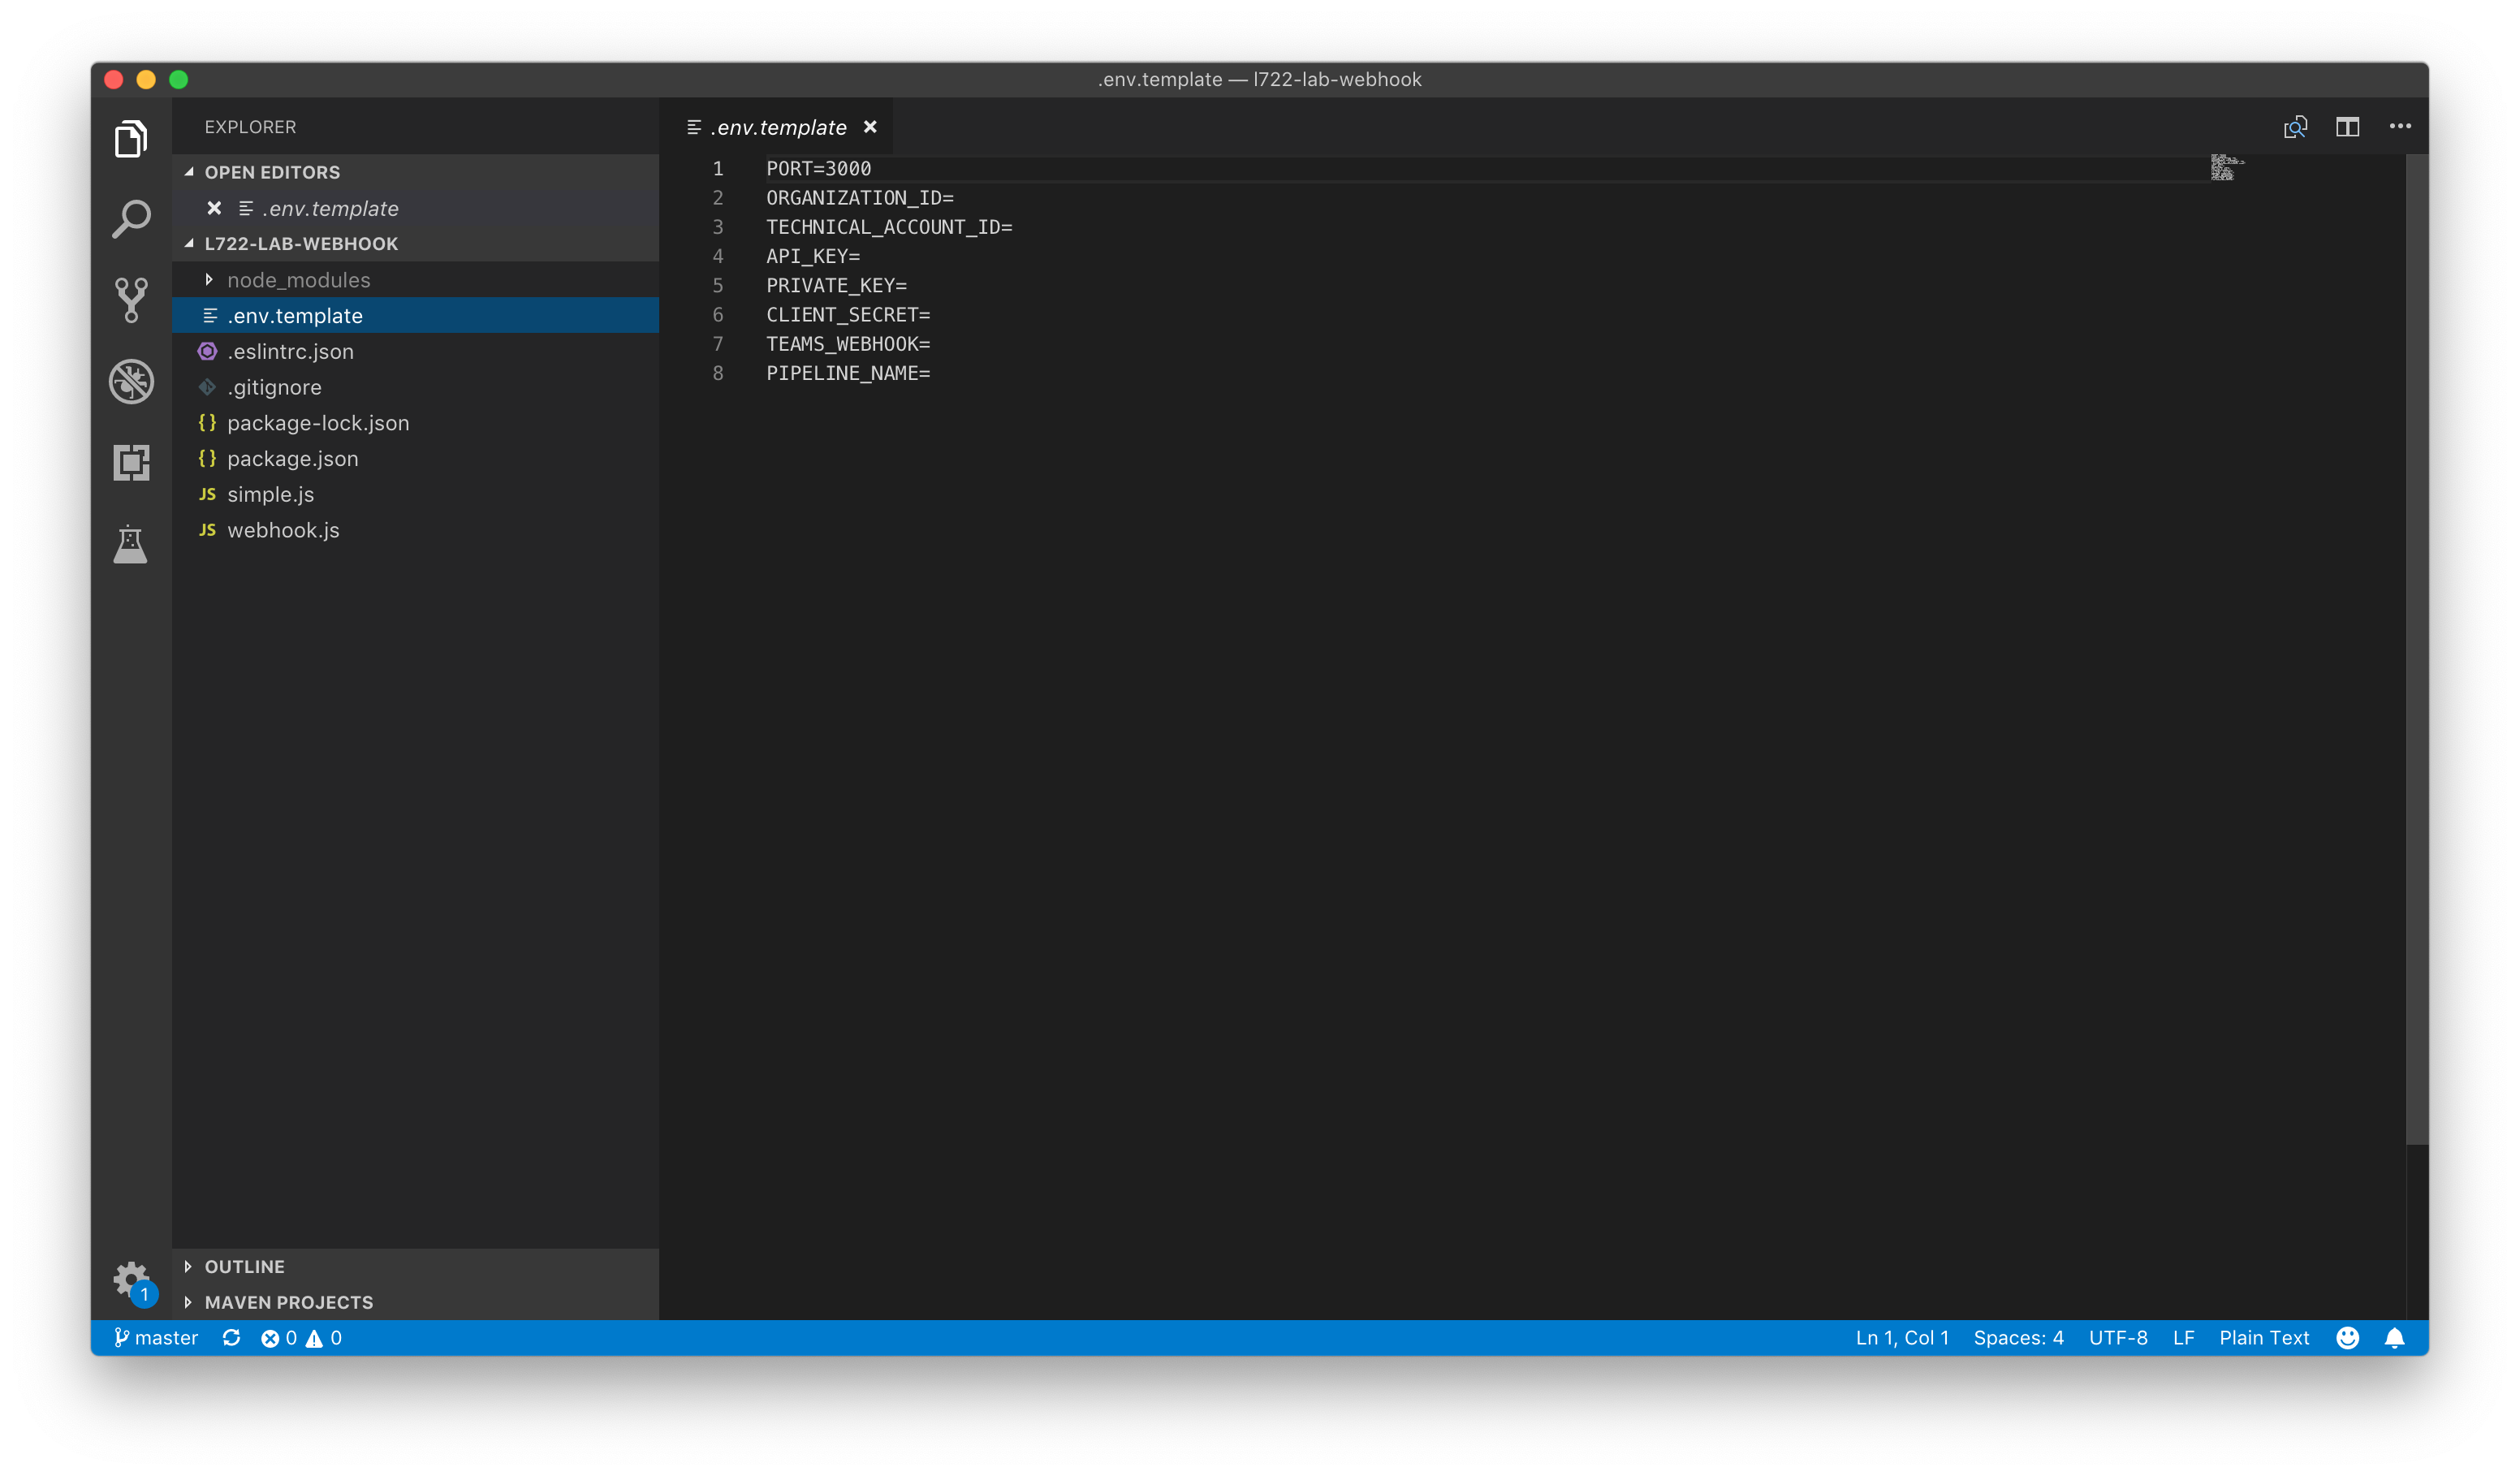 .env.template — l722-lab-webhook
EXPLORER
OPEN EDITORS
.env.template
L722-LAB-WEBHOOK
node_modules
.env.template
.eslintrc.json
.gitignore
{ } package-lock.json
{ } package.json
JS simple.js
JS webhook.js
OUTLINE
MAVEN PROJECTS
1
.env.template
1 PORT=3000
2 ORGANIZATION_ID=
3 TECHNICAL_ACCOUNT_ID=
4 API_KEY=
5 PRIVATE_KEY=
6 CLIENT_SECRET=
7 TEAMS_WEBHOOK=
8 PIPELINE_NAME=
master 0 0 Ln 1, Col 1 Spaces: 4 UTF-8 LF Plain Text